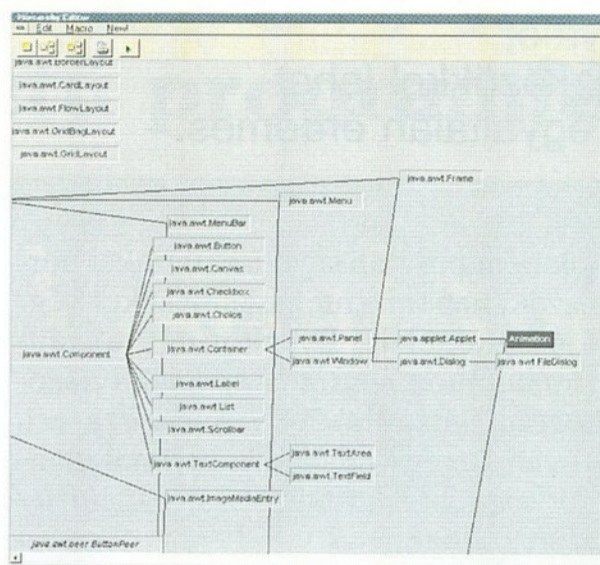 Hierarchy Editor
Edit Macro New!
java.awt.BorderLayout
java.awt.CardLayout
java.awt.FlowLayout
java.awt.GridBagLayout
java.awt.GridLayout
java.awt.Frame
java.awt.Menu
java.awt.MenuBar
java.awt.Button
java.awt.Canvas
java.awt.Checkbox
java.awt.Choice
java.awt.Component
java.awt.Container
java.awt.Panel
java.applet.Applet
Animation
java.awt.Window
java.awt.Dialog
java.awt.FileDialog
java.awt.Label
java.awt.List
java.awt.Scrollbar
java.awt.TextComponent
java.awt.TextArea
java.awt.TextField
java.awt.ImageMediaEntry
java.awt.peer.ButtonPeer